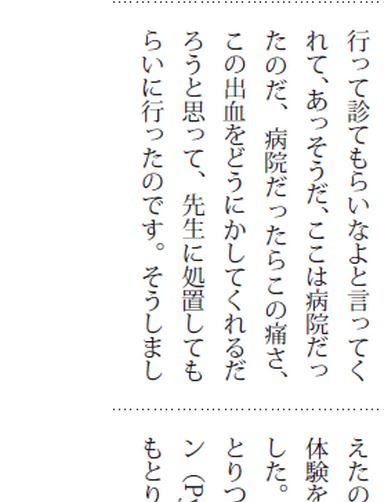 行って診てもらいなよと言ってく
れて、あっそうだ、ここは病院だっ
たのだ、病院だったらこの痛さ、
この出血をどうにかしてくれるだ
ろうと思って、先生に処置しても
らいに行ったのです。そうしまし
えたの
体験を
した。
とりつ
ン（P
もとり